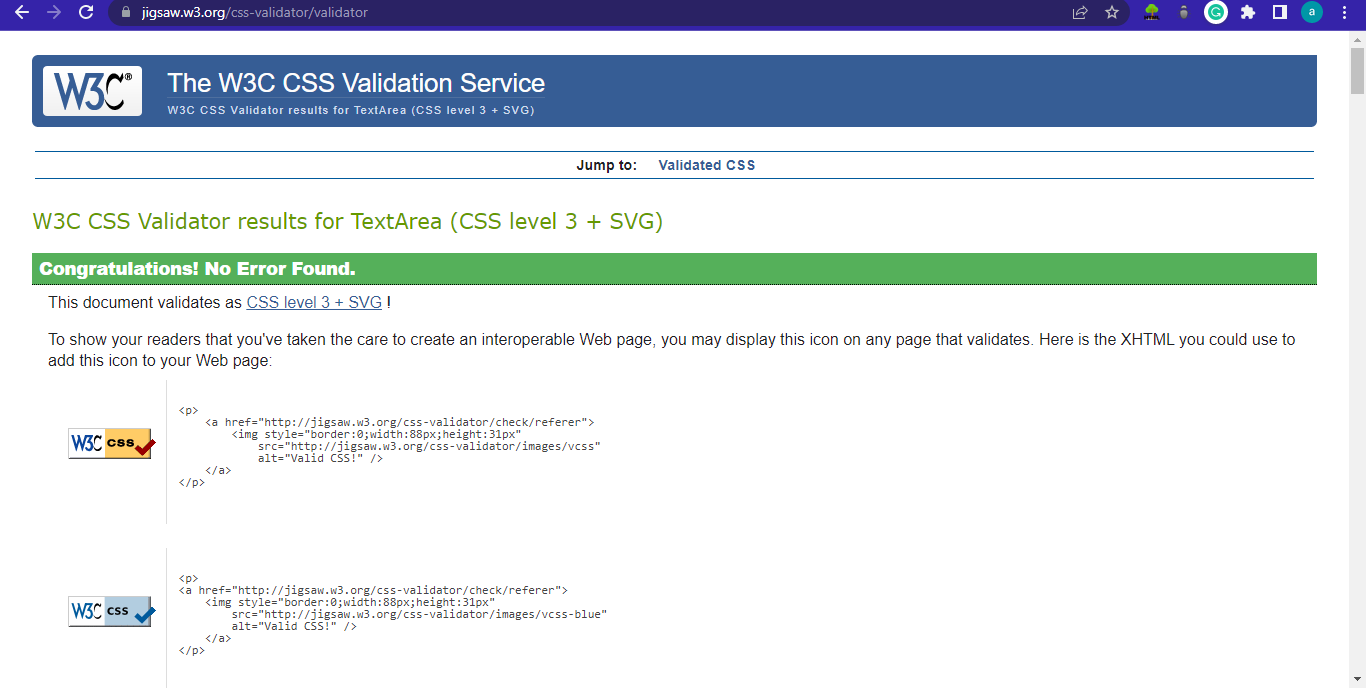 jigsaw.w3.org/css-validator/validator
a
W3C®
The W3C CSS Validation Service
W3C CSS Validator results for TextArea (CSS level 3 + SVG)
Jump to: Validated CSS
W3C CSS Validator results for TextArea (CSS level 3 + SVG)
Congratulations! No Error Found.
This document validates as CSS level 3 + SVG !
To show your readers that you've taken the care to create an interoperable Web page, you may display this icon on any page that validates. Here is the XHTML you could use to
add this icon to your Web page:
W3C css
<p>
    <a href="http://jigsaw.w3.org/css-validator/check/referer">
        <img style="border:0;width:88px;height:31px"
            src="http://jigsaw.w3.org/css-validator/images/vcss"
            alt="Valid CSS!" />
    </a>
</p>
W3C css
<p>
<a href="http://jigsaw.w3.org/css-validator/check/referer">
    <img style="border:0;width:88px;height:31px"
        src="http://jigsaw.w3.org/css-validator/images/vcss-blue"
        alt="Valid CSS!" />
    </a>
</p>